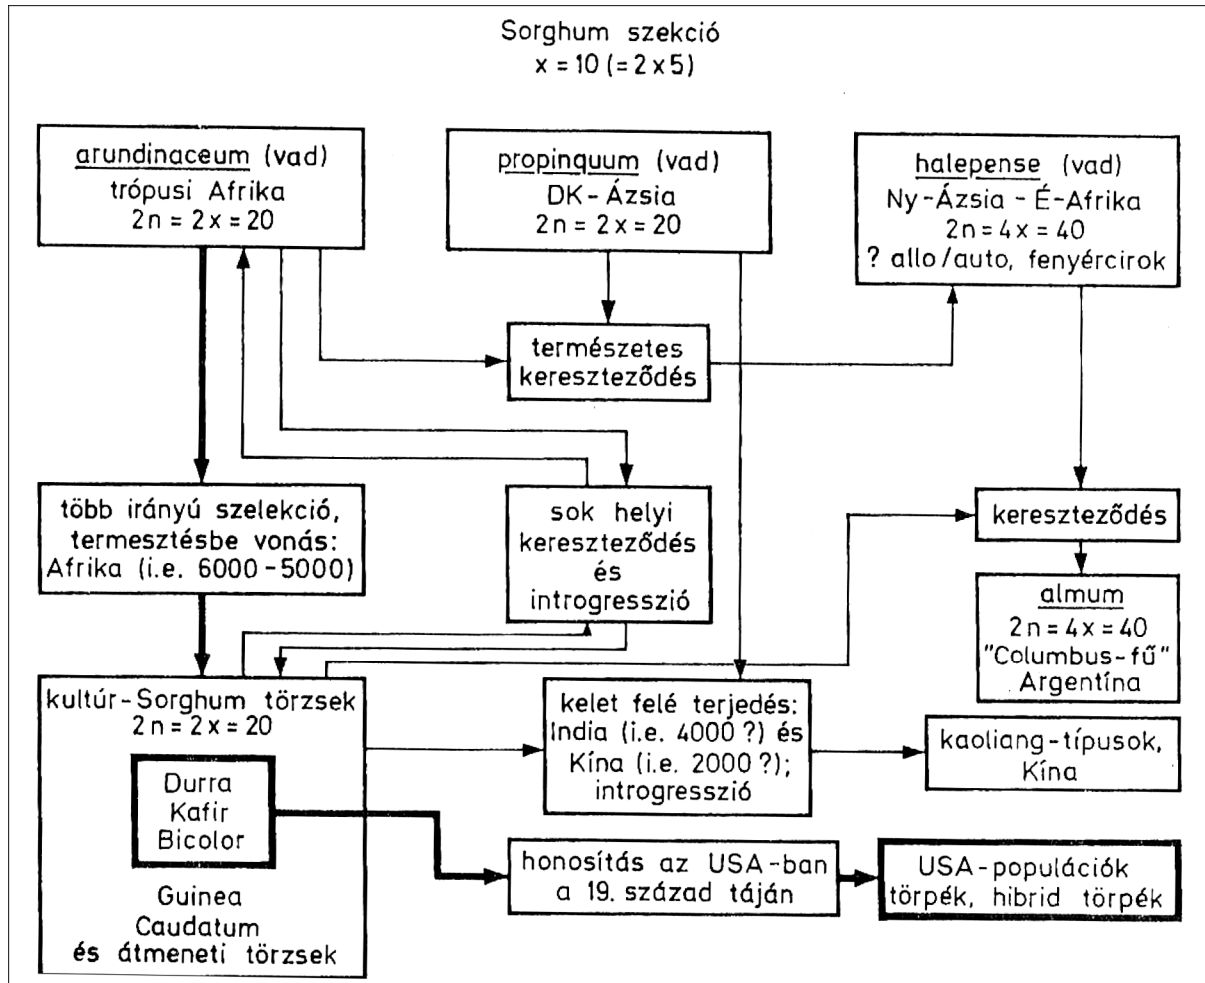 Sorghum szekció
x = 10 (= 2 x 5)
arundinaceum (vad)
trópusi Afrika
2n = 2x = 20
propinquum (vad)
DK - Ázsia
2n = 2x = 20
halepense (vad)
Ny - Ázsia - É - Afrika
2n = 4x = 40
? allo / auto, fenyércirok
természetes
kereszteződés
több irányú szelekció,
termesztésbe vonás:
Afrika (i.e. 6000 - 5000)
sok helyi
kereszteződés
és
introgresszió
kereszteződés
almum
2n = 4x = 40
"Columbus - fű"
Argentína
kultúr - Sorghum törzsek
2n = 2x = 20
Durra
Kafir
Bicolor
Guinea
Caudatum
és átmeneti törzsek
kelet felé terjedés:
India (i.e. 4000 ?) és
Kína (i.e. 2000 ?);
introgresszió
kaoliang - típusok,
Kína
honosítás az USA - ban
a 19. század táján
USA - populációk
törpék, hibrid törpék